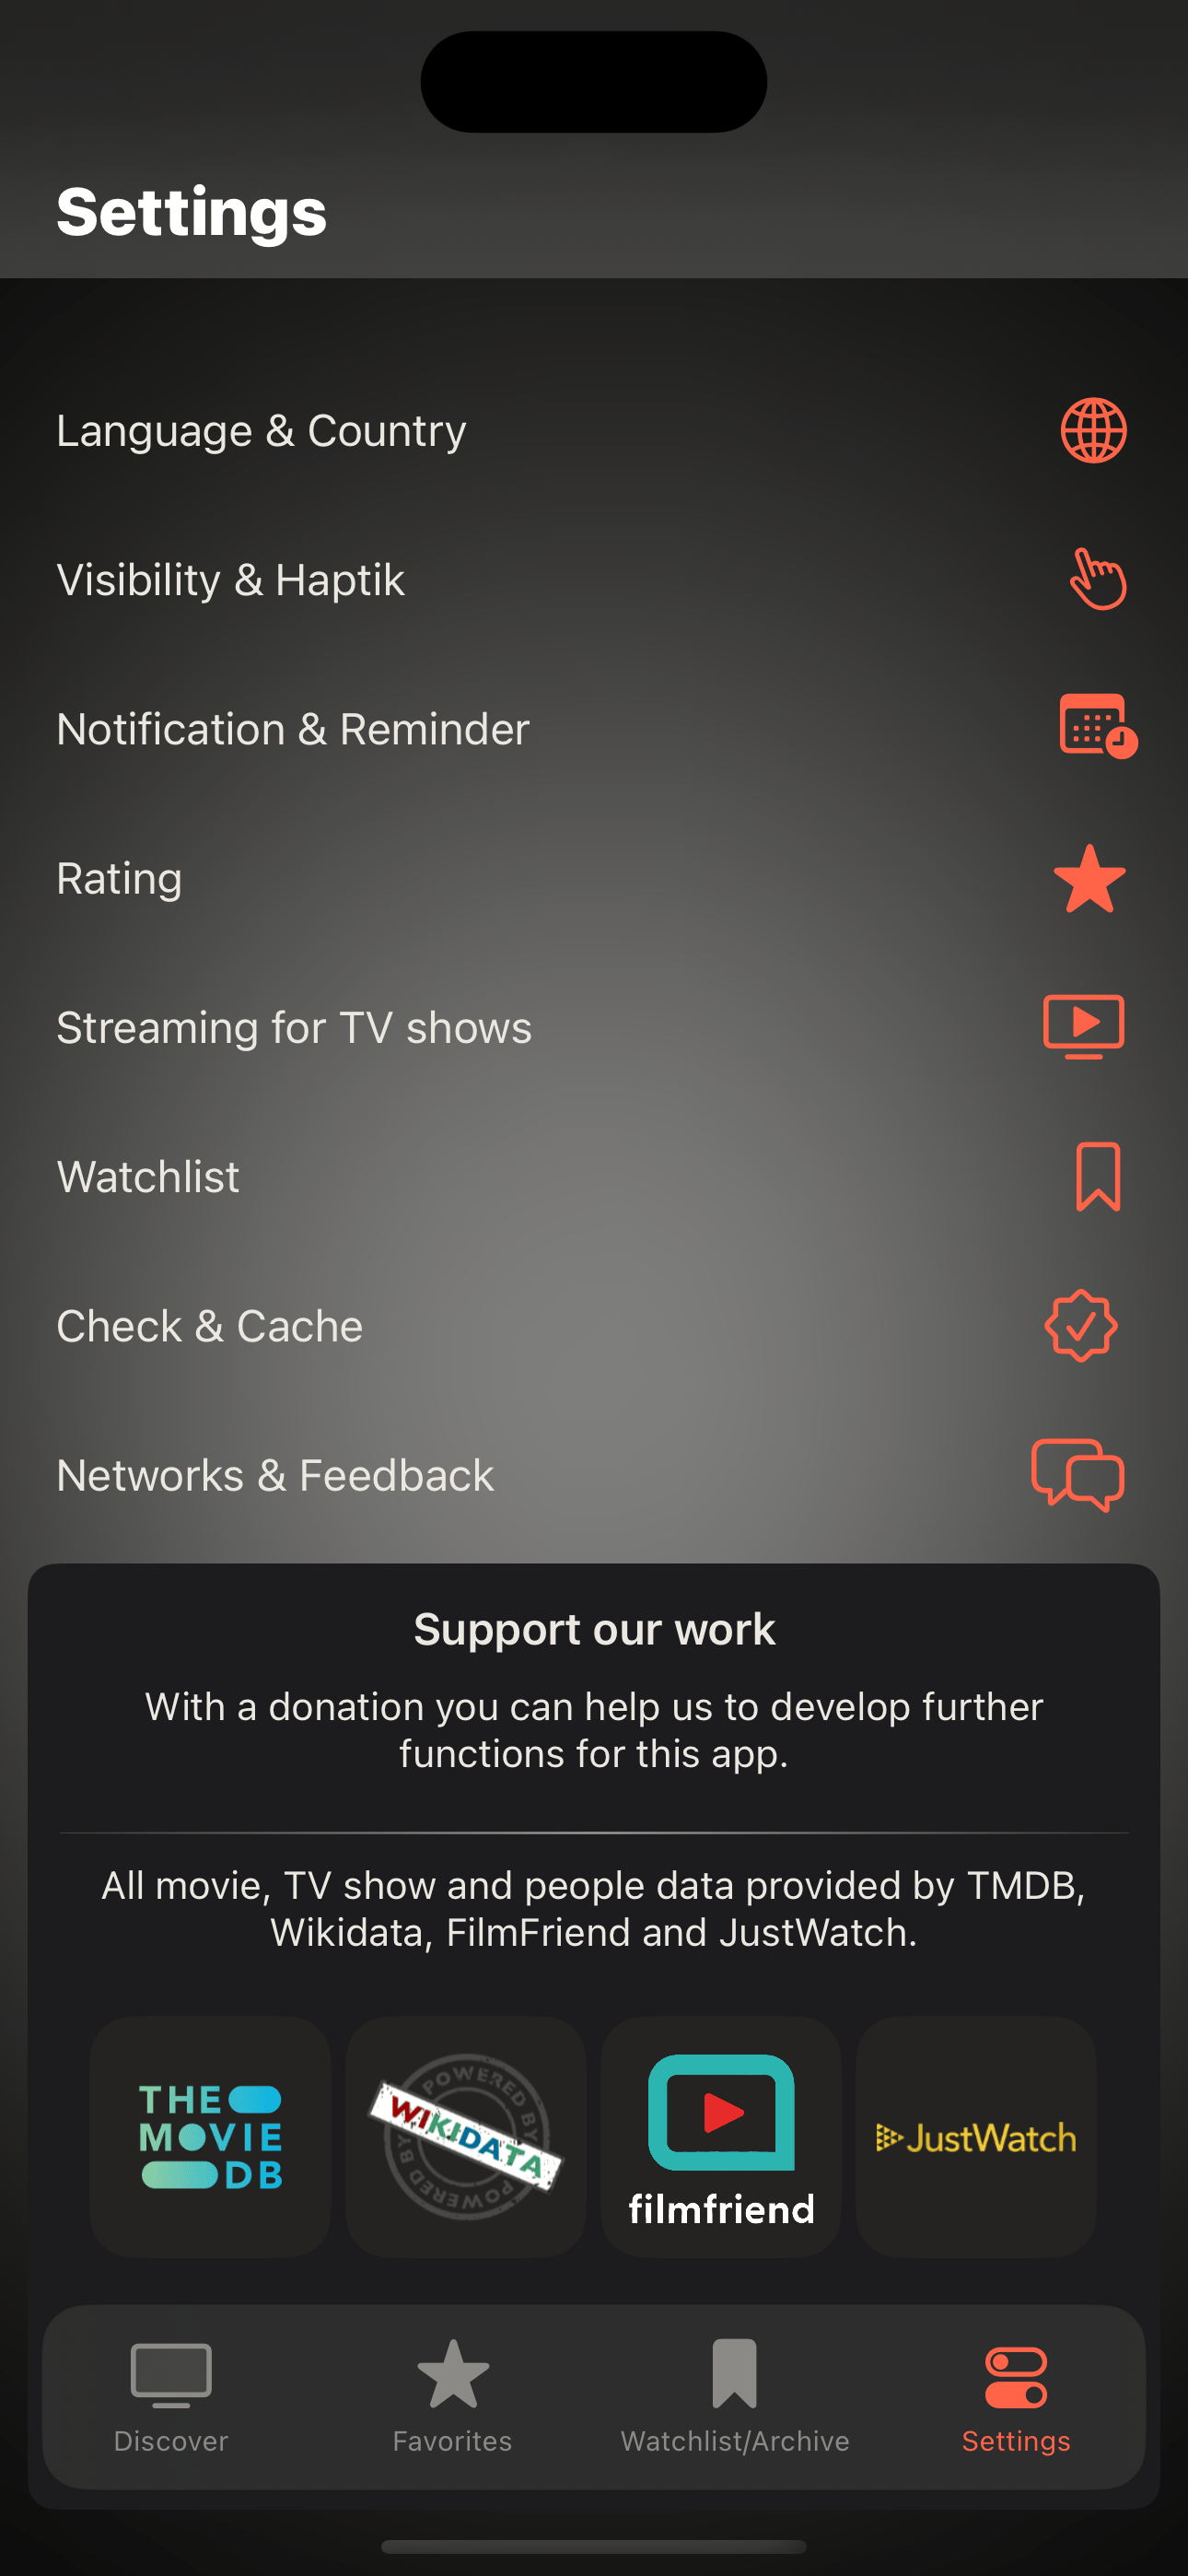 Settings
Language & Country
Visibility & Haptik
Notification & Reminder
Rating
Streaming for TV shows
Watchlist
Check & Cache
Networks & Feedback
Support our work
With a donation you can help us to develop further
functions for this app.
All movie, TV show and people data provided by TMDB,
Wikidata, FilmFriend and JustWatch.
THE
MOVIE
DB
POWERED BY
WIKIDATA
POWERED BY
filmfriend
JustWatch
Discover
Favorites
Watchlist/Archive
Settings